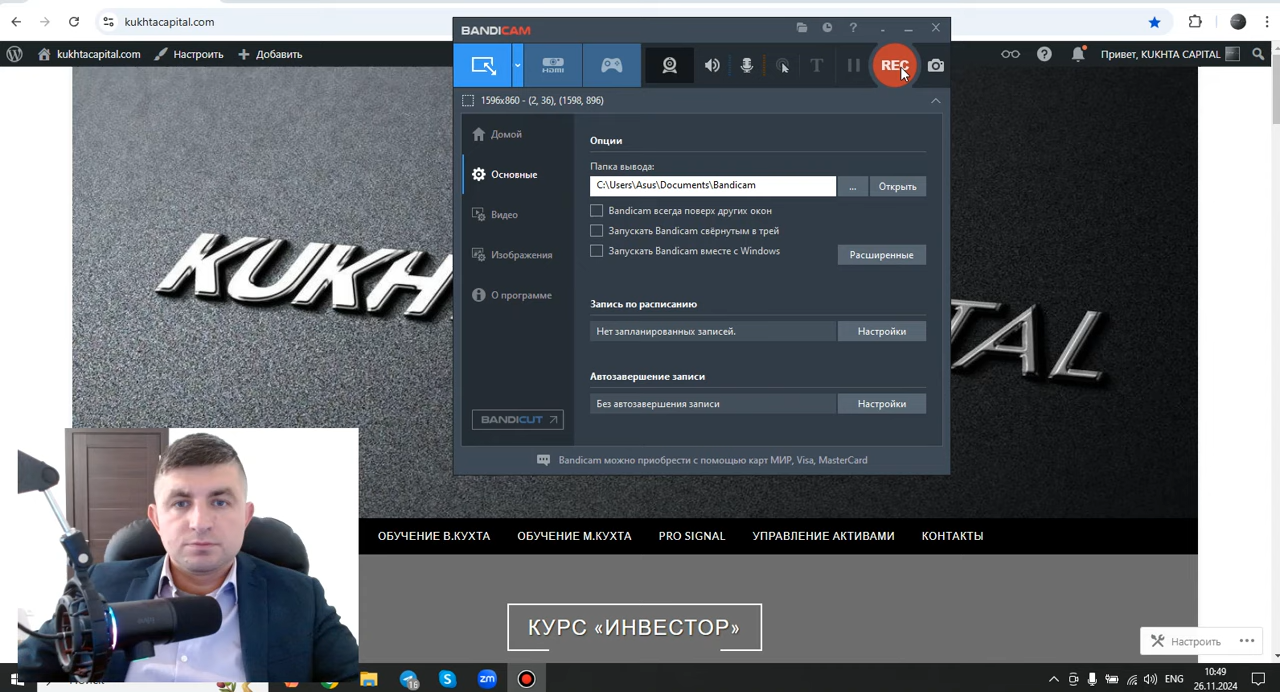 kukhtacapital.com
kukhtacapital.com
Настройки
Добавить
Привет, KUKHTA CAPITAL
BANDICAM
HDMI
T
REC
1596x860 - (2, 36), (1598, 896)
Домой
Основные
Видео
Изображения
О программе
BANDICUT
Опции
Папка вывода:
C:\Users\Asus\Documents\Bandicam
...
Открыть
Bandicam всегда поверх других окон
Запускать Bandicam свёрнутым в трей
Запускать Bandicam вместе с Windows
Расширенные
Запись по расписанию
Нет запланированных записей.
Настройки
Автозавершение записи
Без автозавершения записи
Настройки
Bandicam можно приобрести с помощью карт МИР, Visa, MasterCard
ОБУЧЕНИЕ В.КУХТА
ОБУЧЕНИЕ М.КУХТА
PRO SIGNAL
УПРАВЛЕНИЕ АКТИВАМИ
КОНТАКТЫ
КУРС «ИНВЕСТОР»
Настроить
16
zm
ENG
10:49
26.11.2024